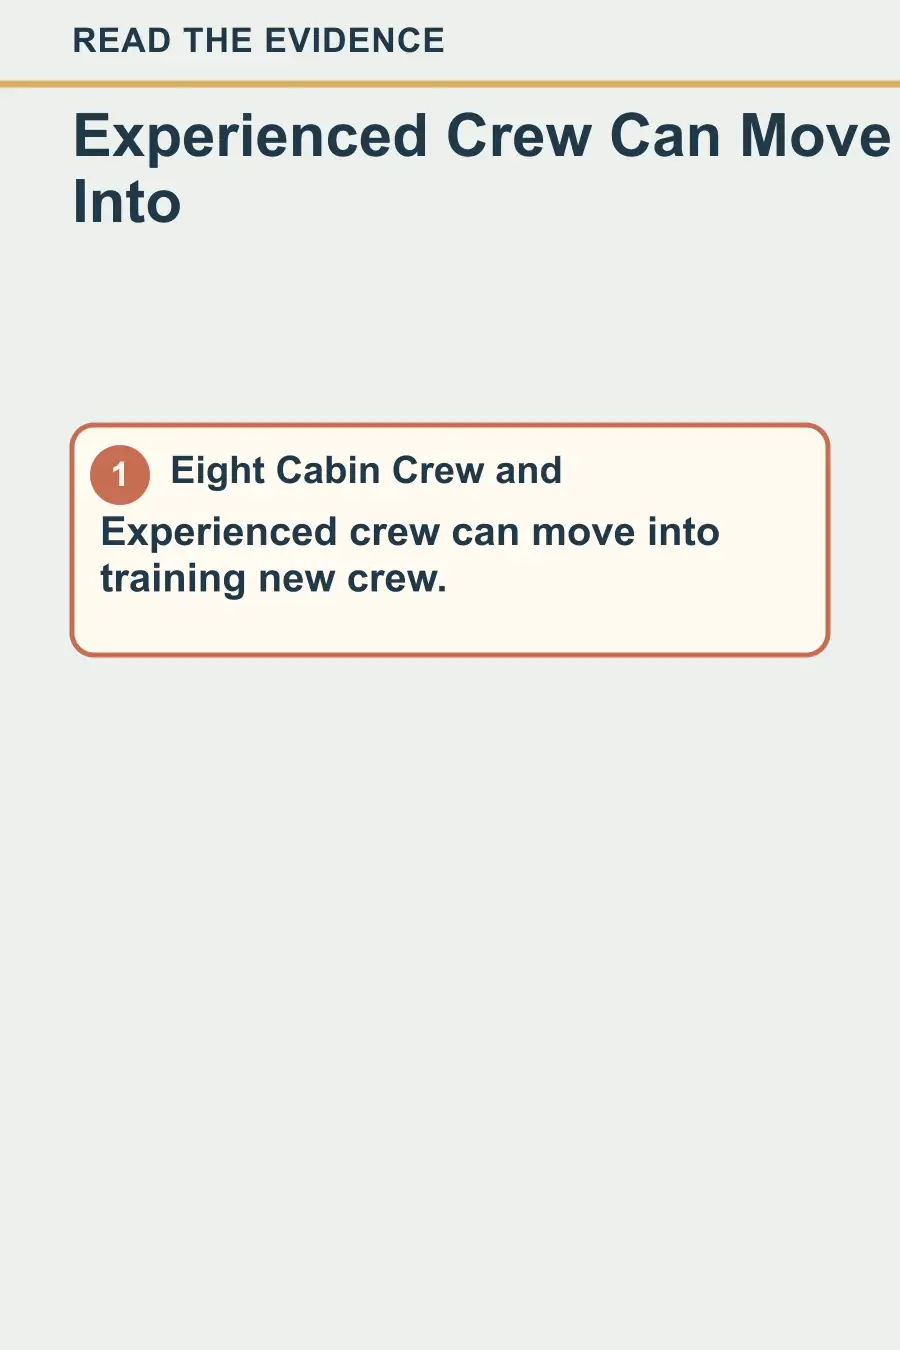 READ THE EVIDENCE
Experienced Crew Can Move
Into
1 Eight Cabin Crew and
Experienced crew can move into
training new crew.